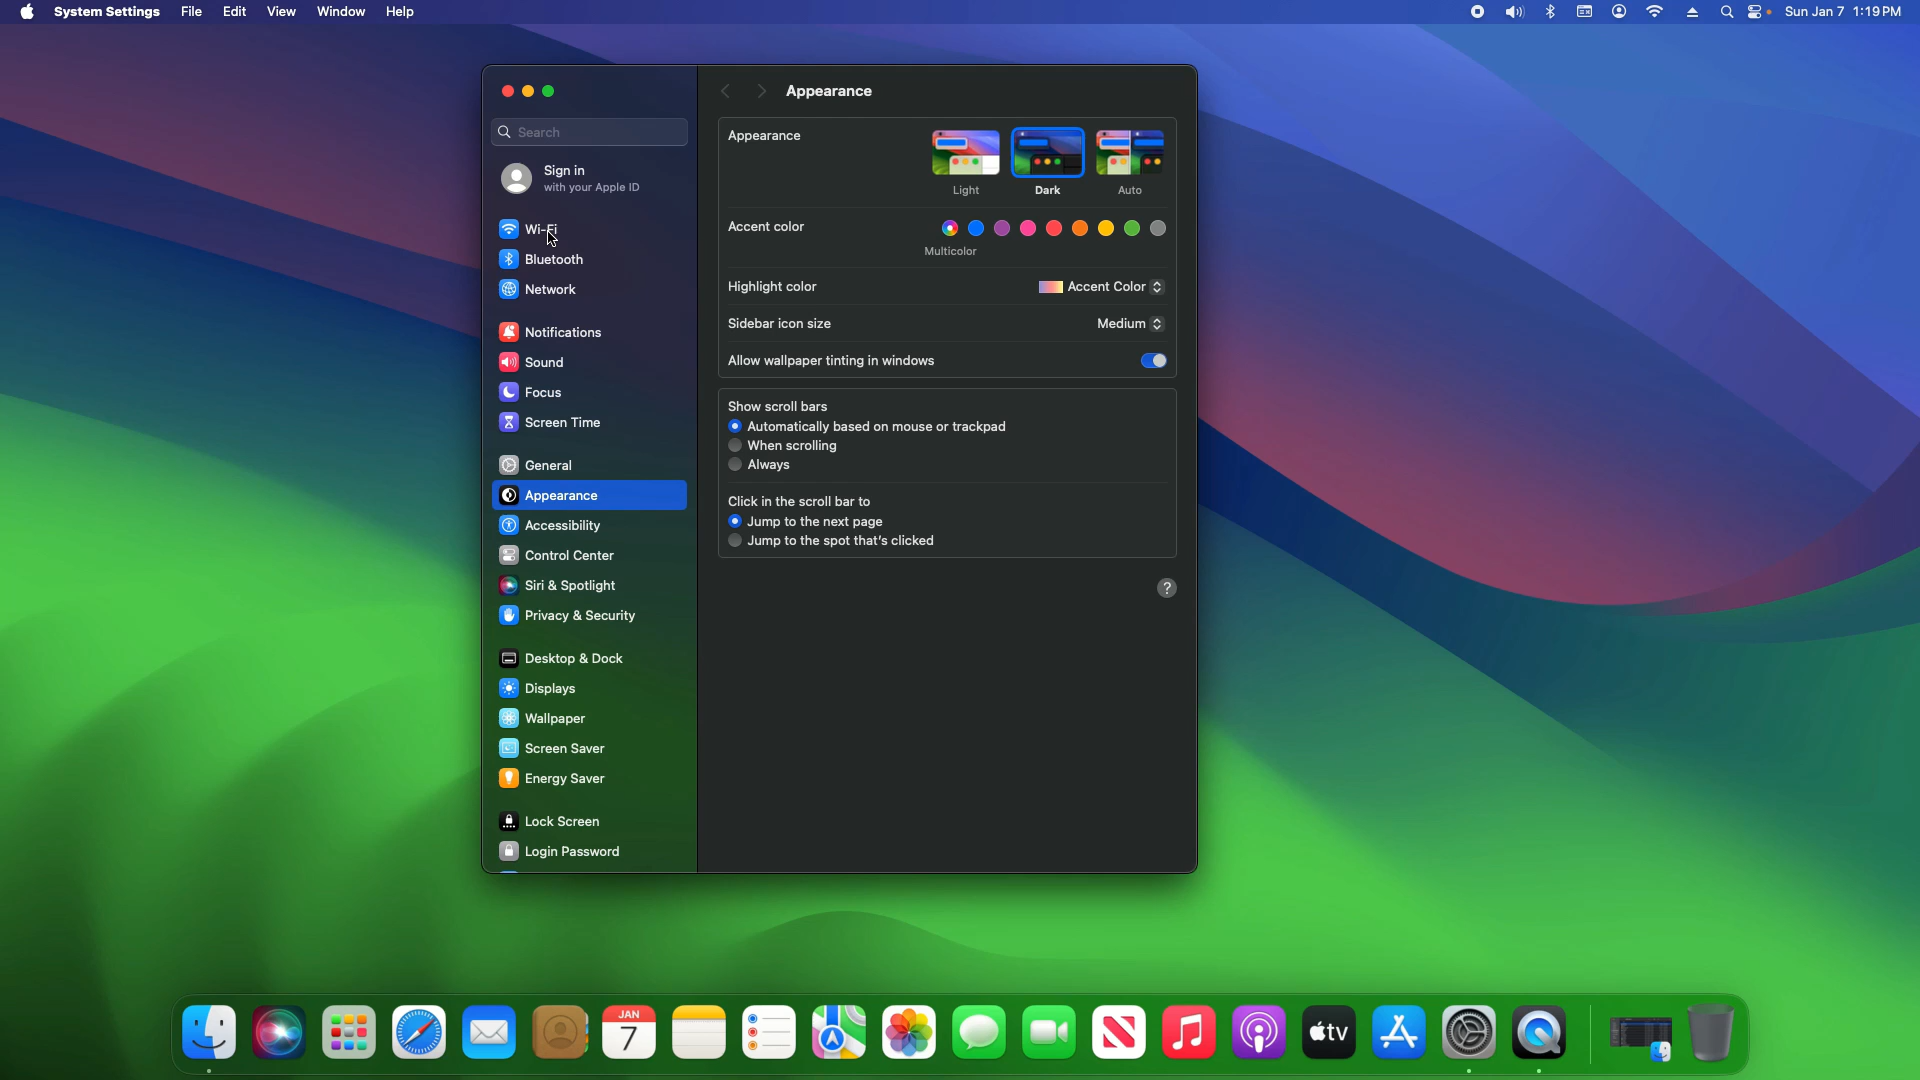 System Settings File Edit View Window Help
Sun Jan 7 1:19 PM
Search
Sign in
with your Apple ID
Wi-Fi
Bluetooth
Network
Notifications
Sound
Focus
Screen Time
General
Appearance
Accessibility
Control Center
Siri & Spotlight
Privacy & Security
Desktop & Dock
Displays
Wallpaper
Screen Saver
Energy Saver
Lock Screen
Login Password
Appearance
Appearance
Light Dark Auto
Accent color
Multicolor
Highlight color Accent Color
Sidebar icon size Medium
Allow wallpaper tinting in windows
Show scroll bars
Automatically based on mouse or trackpad
When scrolling
Always
Click in the scroll bar to
Jump to the next page
Jump to the spot that's clicked
?
JAN
7
tv